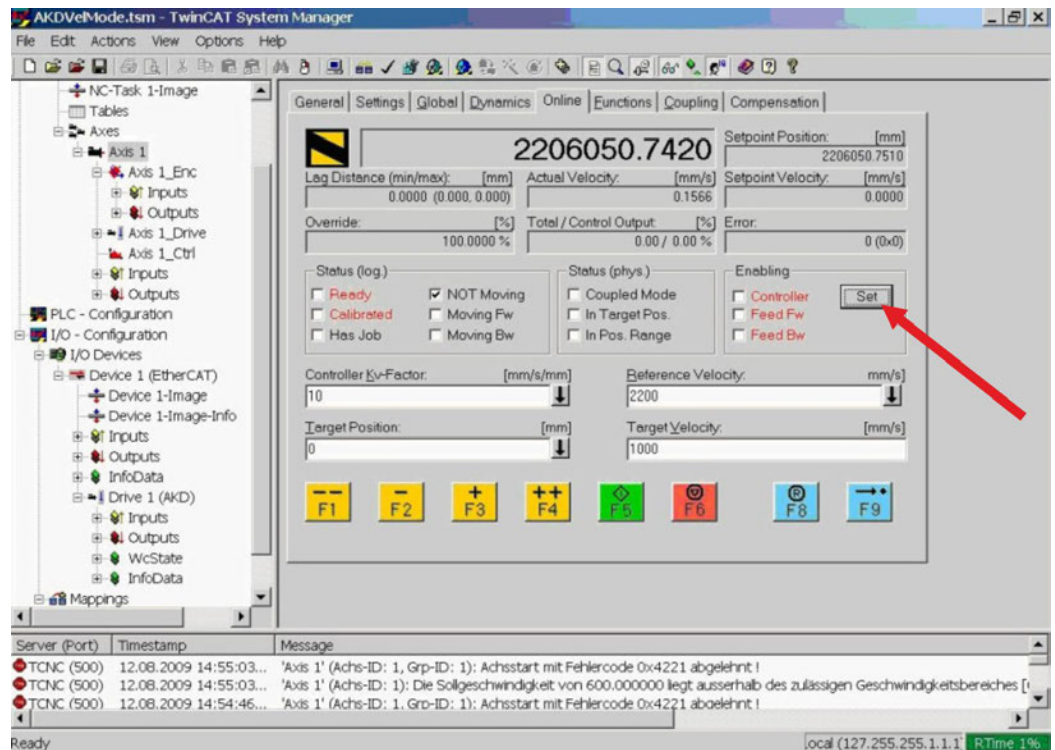 AKDVelMode.tsm - TwinCAT System Manager
File Edit Actions View Options Help
NC-Task 1-Image
Tables
Axes
Axis 1
Axis 1_Enc
Inputs
Outputs
Axis 1_Drive
Axis 1_Ctrl
Inputs
Outputs
PLC - Configuration
I/O - Configuration
I/O Devices
Device 1 (EtherCAT)
Device 1-Image
Device 1-Image-Info
Inputs
Outputs
InfoData
Drive 1 (AKD)
Inputs
Outputs
WcState
InfoData
Mappings
General Settings Global Dynamics Online Functions Coupling Compensation
2206050.7420
Setpoint Position: [mm]
2206050.7510
Lag Distance (min/max): [mm] Actual Velocity: [mm/s] Setpoint Velocity: [mm/s]
0.0000 (0.000, 0.000) 0.1566 0.0000
Override: [%] Total / Control Output: [%] Error:
100.0000 % 0.00 / 0.00 % 0 (0x0)
Status (log.) Status (phys.) Enabling
Ready NOT Moving Coupled Mode Controller Set
Calibrated Moving Fw In Target Pos. Feed Fw
Has Job Moving Bw In Pos. Range Feed Bw
Controller Kv-Factor: [mm/s/mm] Reference Velocity: mm/s]
10 2200
Target Position: [mm] Target Velocity: [mm/s]
0 1000
-- - + ++ R
F1 F2 F3 F4 F5 F6 F8 F9
Server (Port) Timestamp Message
TCNC (500) 12.08.2009 14:55:03... 'Axis 1' (Achs-ID: 1, Grp-ID: 1): Achsstart mit Fehlercode 0x4221 abgelehnt !
TCNC (500) 12.08.2009 14:55:03... 'Axis 1' (Achs-ID: 1): Die Sollgeschwindigkeit von 600.000000 liegt ausserhalb des zulässigen Geschwindigkeitsbereiches [
TCNC (500) 12.08.2009 14:54:46... 'Axis 1' (Achs-ID: 1, Grp-ID: 1): Achsstart mit Fehlercode 0x4221 abgelehnt !
Ready ocal (127.255.255.1.1.1 RTime 1%